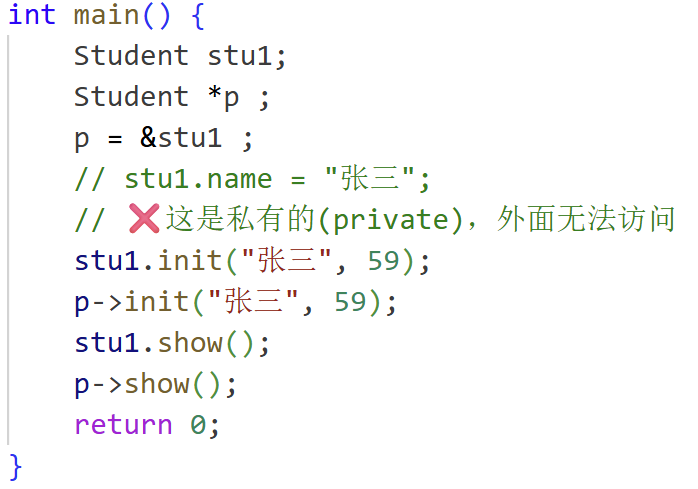 int main() {
    Student stu1;
    Student *p ;
    p = &stu1 ;
    // stu1.name = "张三";
    // ❌这是私有的(private)，外面无法访问
    stu1.init("张三", 59);
    p->init("张三", 59);
    stu1.show();
    p->show();
    return 0;
}